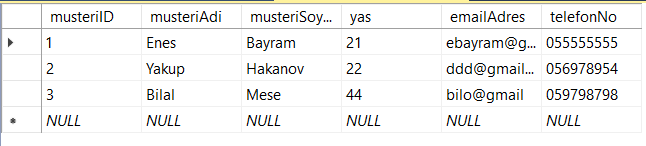 musteriID musteriAdi musteriSoy... yas emailAdres telefonNo
1 Enes Bayram 21 ebayram@g... 055555555
2 Yakup Hakanov 22 ddd@gmail... 056978954
3 Bilal Mese 44 bilo@gmail 059798798
NULL NULL NULL NULL NULL NULL